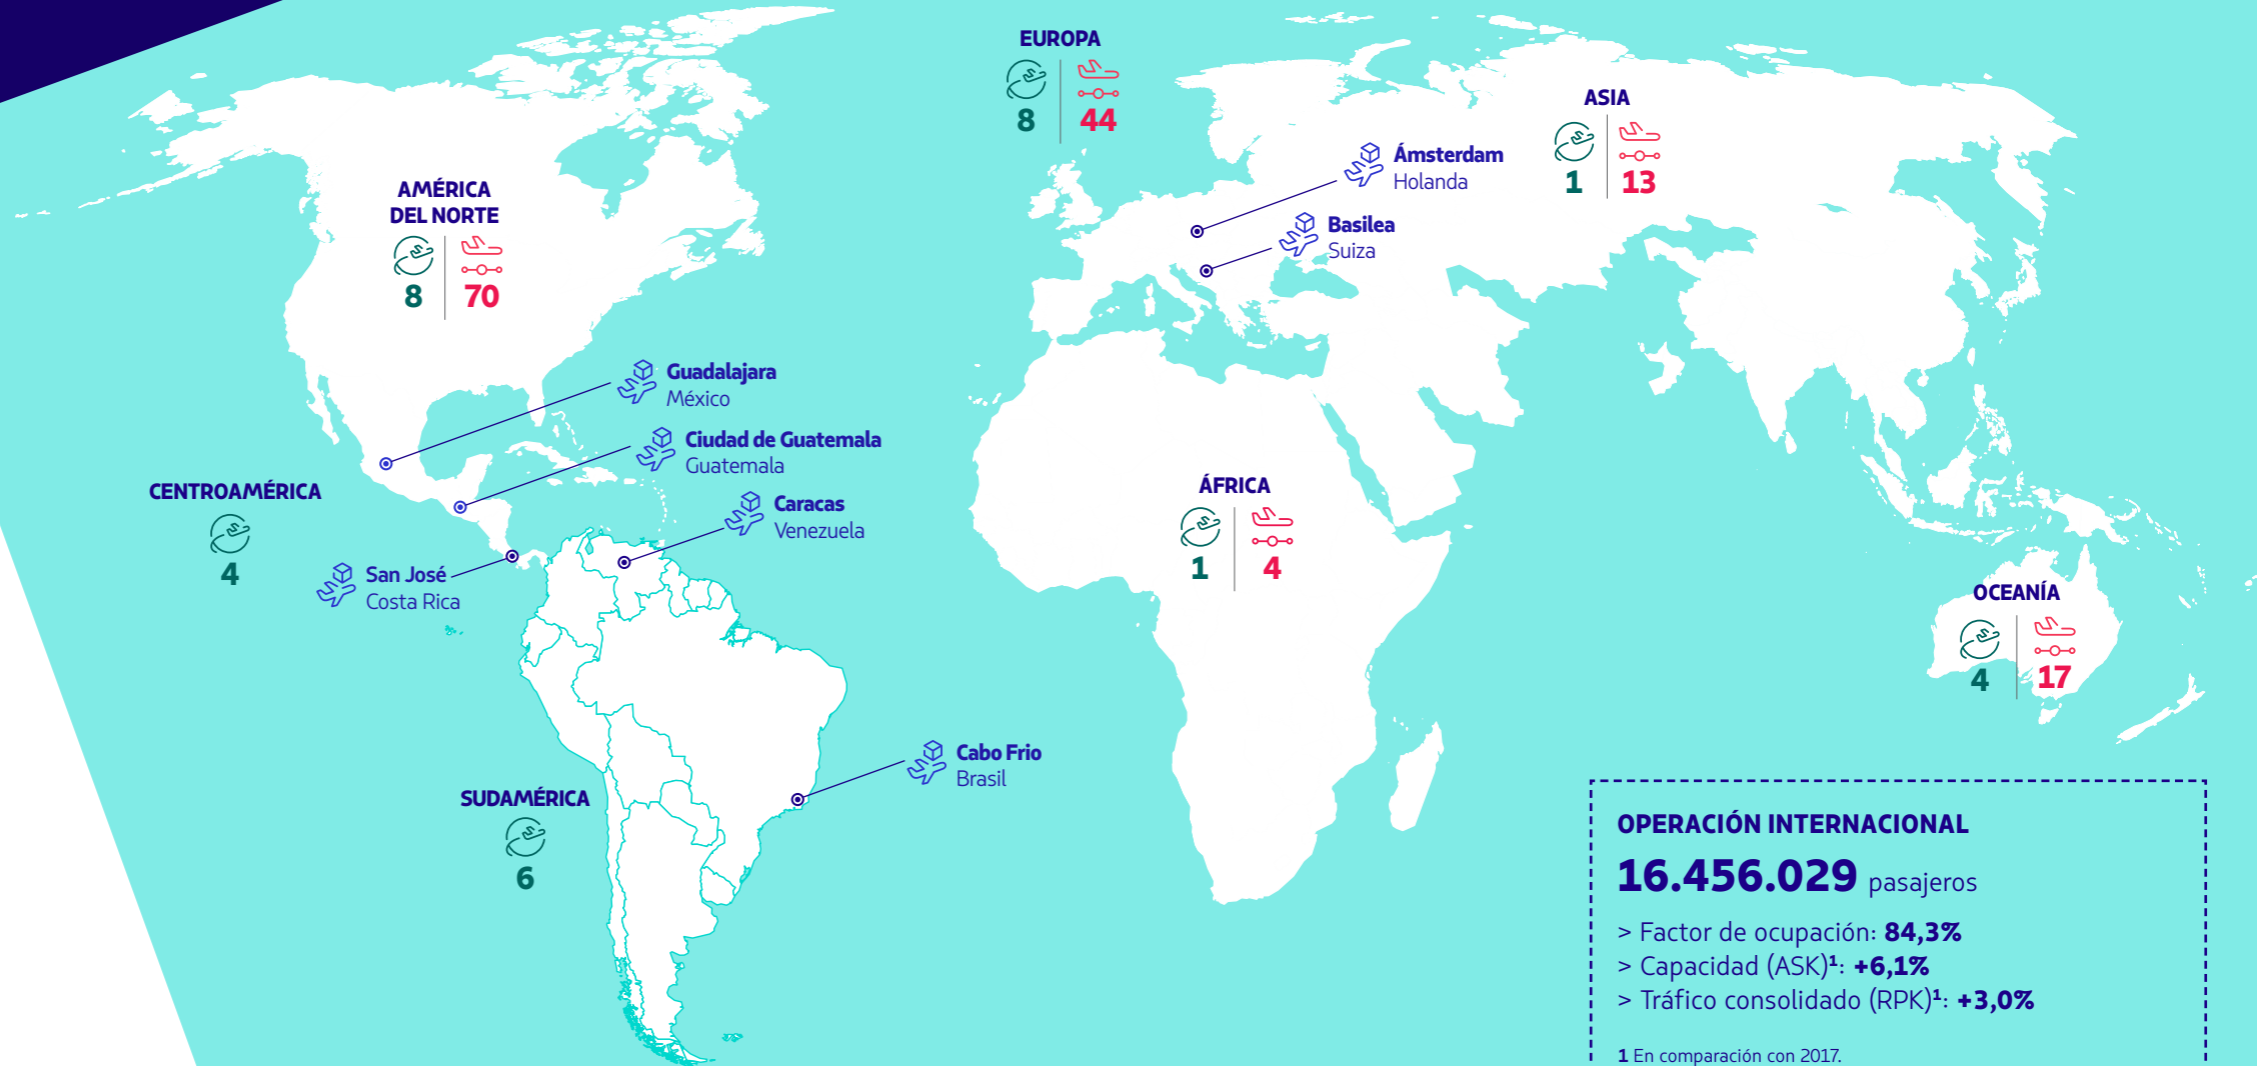 EUROPA
8
44
ASIA
1
13
Ámsterdam
Holanda
Basilea
Suiza
AMÉRICA
DEL NORTE
8
70
Guadalajara
México
Ciudad de Guatemala
Guatemala
Caracas
Venezuela
CENTROAMÉRICA
4
San José
Costa Rica
ÁFRICA
1
4
OCEANÍA
4
17
Cabo Frio
Brasil
SUDAMÉRICA
6
OPERACIÓN INTERNACIONAL
16.456.029 pasajeros
> Factor de ocupación: 84,3%
> Capacidad (ASK)¹: +6,1%
> Tráfico consolidado (RPK)¹: +3,0%
1 En comparación con 2017.